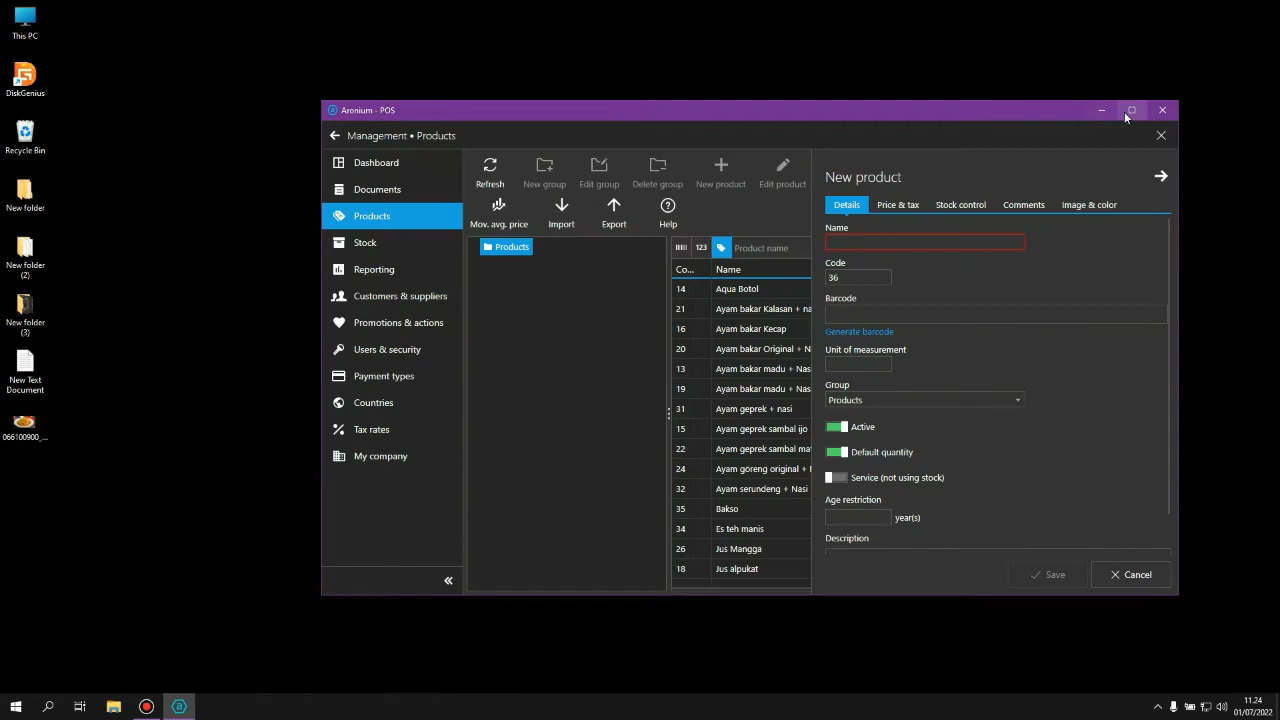 This PC
DiskGenius
Recycle Bin
New folder
New folder
(2)
New folder
(3)
New Text
Document
066100900_...
Aronium - POS
Management • Products
Dashboard
Documents
Products
Stock
Reporting
Customers & suppliers
Promotions & actions
Users & security
Payment types
Countries
Tax rates
My company
Refresh
New group
Edit group
Delete group
New product
Edit product
Mov. avg. price
Import
Export
Help
Products
123
Product name
Co... Name
14 Aqua Botol
21 Ayam bakar Kalasan + na
16 Ayam bakar Kecap
20 Ayam bakar Original + N
13 Ayam bakar madu + Nasi
19 Ayam bakar madu + Nasi
31 Ayam geprek + nasi
15 Ayam geprek sambal ijo
22 Ayam geprek sambal ma
24 Ayam goreng original + N
32 Ayam serundeng + Nasi
35 Bakso
34 Es teh manis
26 Jus Mangga
18 Jus alpukat
New product
Details Price & tax Stock control Comments Image & color
Name
Code
36
Barcode
Generate barcode
Unit of measurement
Group
Products
Active
Default quantity
Service (not using stock)
Age restriction
year(s)
Description
Save
Cancel
11.24
01/07/2022